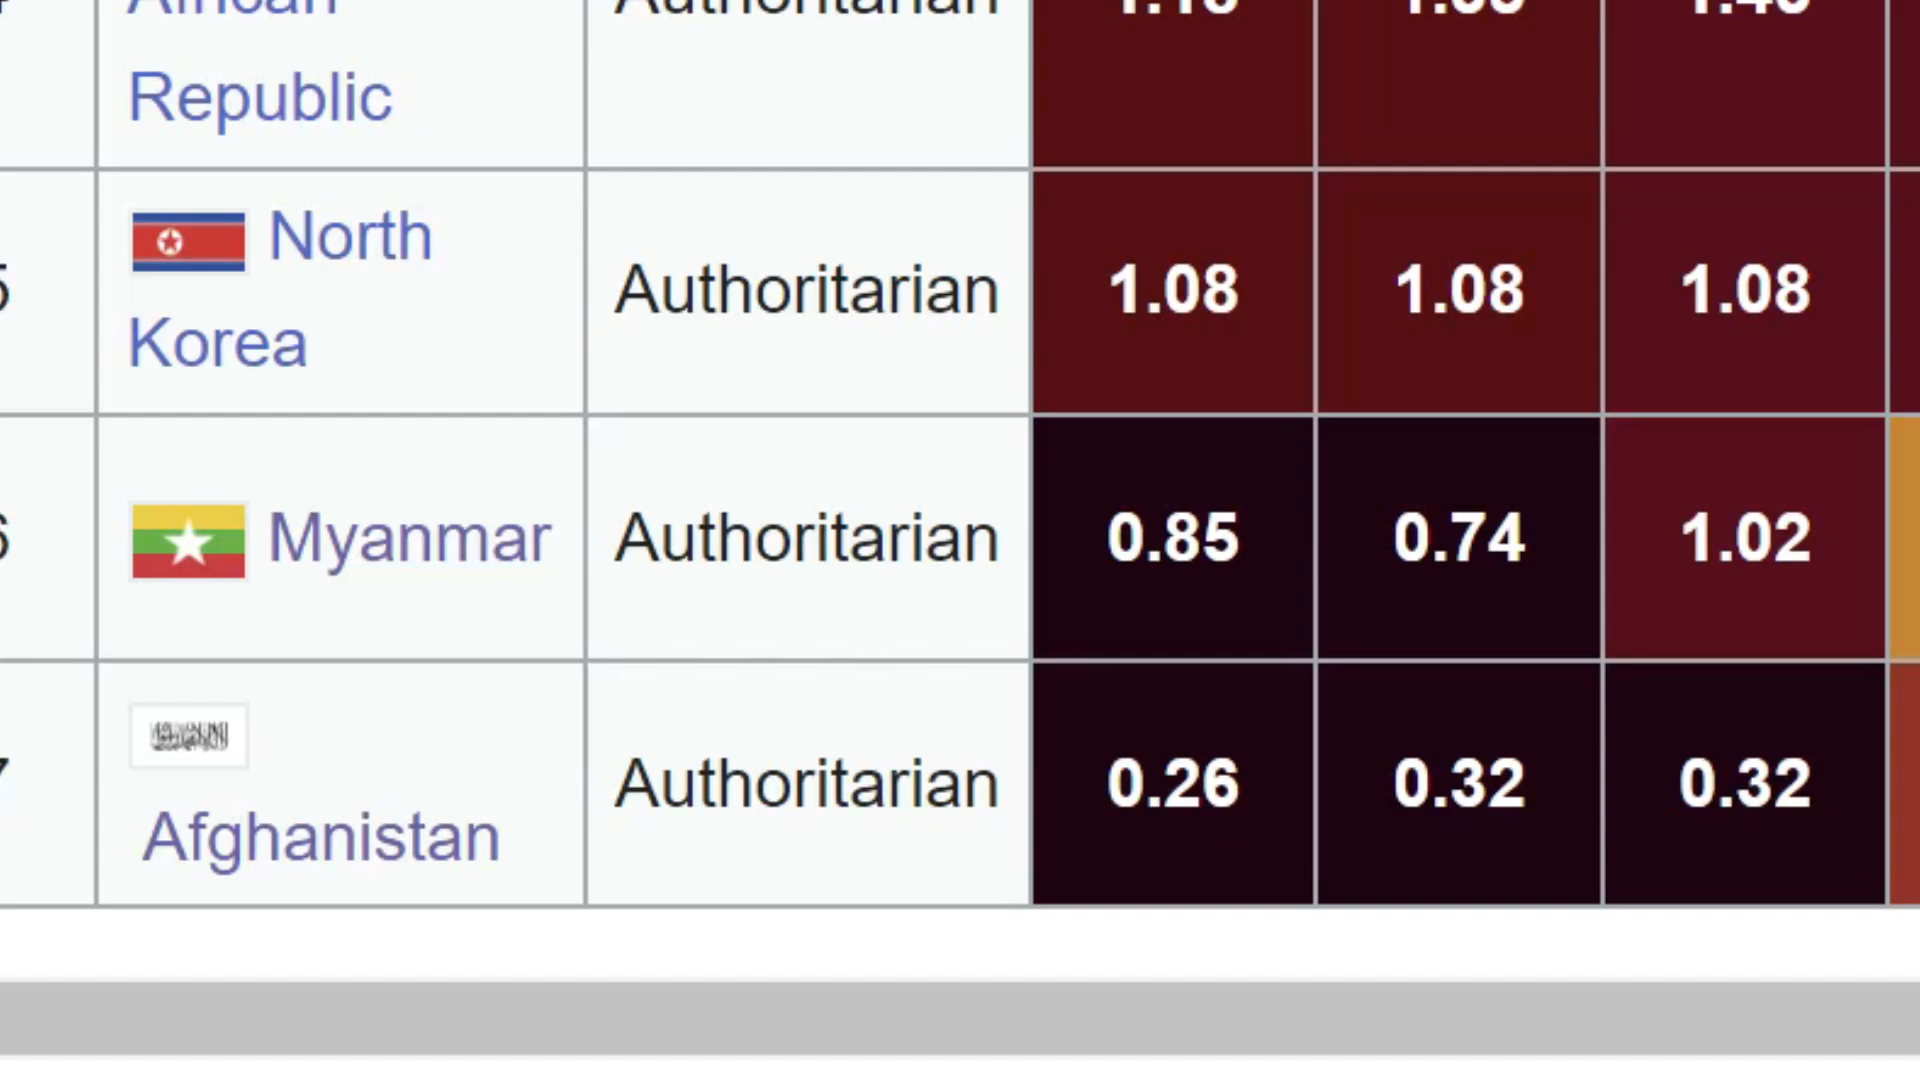 Republic
North
Korea
Authoritarian
1.08
1.08
1.08
Myanmar
Authoritarian
0.85
0.74
1.02
Afghanistan
Authoritarian
0.26
0.32
0.32